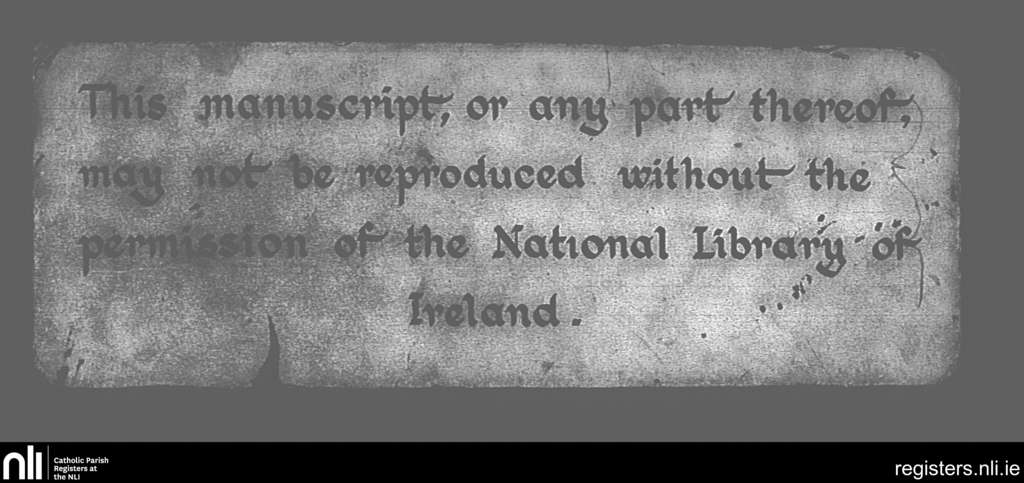 This manuscript, or any part thereof,
may not be reproduced without the
permission of the National Library of
Ireland.
nli
Catholic Parish
Registers at
the NLI
registers.nli.ie